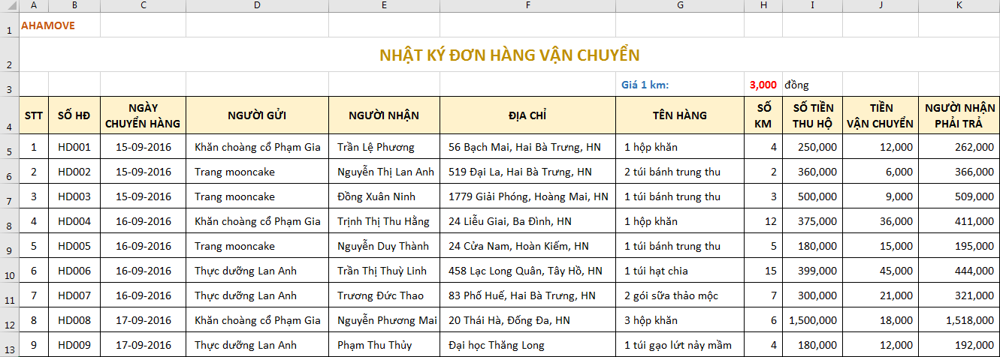 A B C D E F G H I J K
1 AHAMOVE
2 NHẬT KÝ ĐƠN HÀNG VẬN CHUYỂN
3 Giá 1 km: 3,000 đồng
NGÀY SỐ SỐ TIỀN TIỀN NGƯỜI NHẬN
4 STT SỐ HĐ NGƯỜI GỬI NGƯỜI NHẬN ĐỊA CHỈ TÊN HÀNG
CHUYỂN HÀNG KM THU HỘ VẬN CHUYỂN PHẢI TRẢ
5 1 HD001 15-09-2016 Khăn choàng cổ Phạm Gia Trần Lệ Phương 56 Bạch Mai, Hai Bà Trưng, HN 1 hộp khăn 4 250,000 12,000 262,000
6 2 HD002 15-09-2016 Trang mooncake Nguyễn Thị Lan Anh 519 Đại La, Hai Bà Trưng, HN 2 túi bánh trung thu 2 360,000 6,000 366,000
7 3 HD003 15-09-2016 Trang mooncake Đồng Xuân Ninh 1779 Giải Phóng, Hoàng Mai, HN 1 túi bánh trung thu 3 500,000 9,000 509,000
8 4 HD004 16-09-2016 Khăn choàng cổ Phạm Gia Trịnh Thị Thu Hằng 24 Liễu Giai, Ba Đình, HN 1 hộp khăn 12 375,000 36,000 411,000
9 5 HD005 16-09-2016 Trang mooncake Nguyễn Duy Thành 24 Cửa Nam, Hoàn Kiếm, HN 1 túi bánh trung thu 5 180,000 15,000 195,000
10 6 HD006 16-09-2016 Thực dưỡng Lan Anh Trần Thị Thuỳ Linh 458 Lạc Long Quân, Tây Hồ, HN 1 túi hạt chia 15 399,000 45,000 444,000
11 7 HD007 16-09-2016 Thực dưỡng Lan Anh Trương Đức Thao 83 Phố Huế, Hai Bà Trưng, HN 2 gói sữa thảo mộc 7 300,000 21,000 321,000
12 8 HD008 17-09-2016 Khăn choàng cổ Phạm Gia Nguyễn Phương Mai 20 Thái Hà, Đống Đa, HN 3 hộp khăn 6 1,500,000 18,000 1,518,000
13 9 HD009 17-09-2016 Thực dưỡng Lan Anh Phạm Thu Thủy Đại học Thăng Long 1 túi gạo lứt nảy mầm 4 180,000 12,000 192,000